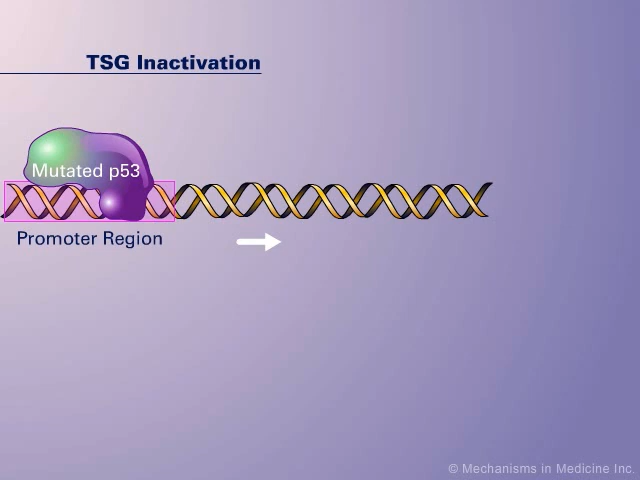 TSG Inactivation
Mutated p53
Promoter Region
© Mechanisms in Medicine Inc.